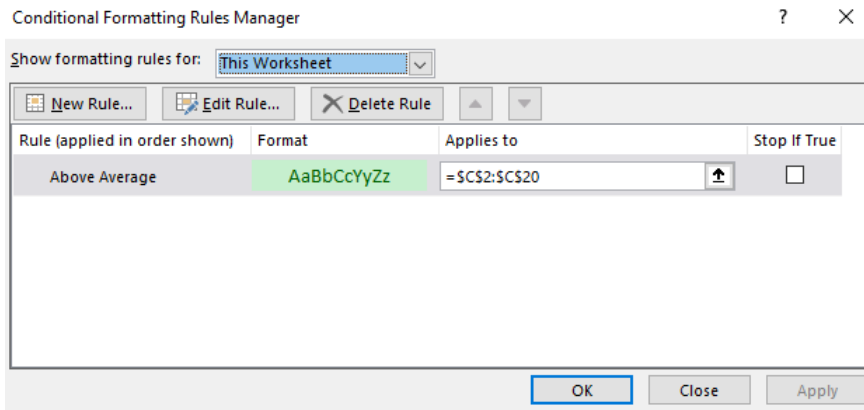 Conditional Formatting Rules Manager ?
Show formatting rules for: This Worksheet
New Rule... Edit Rule... Delete Rule
Rule (applied in order shown) Format Applies to Stop If True
Above Average AaBbCcYyZz =$C$2:$C$20
OK Close Apply